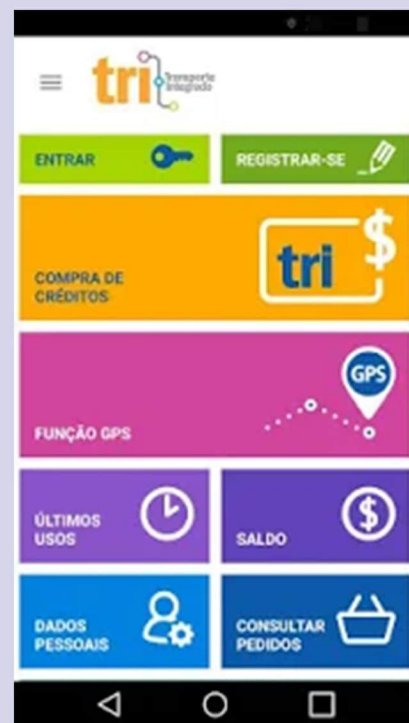 tri Transporte
Integrado
ENTRAR
REGISTRAR-SE
tri $
COMPRA DE
CRÉDITOS
GPS
FUNÇÃO GPS
ÚLTIMOS
USOS
$
SALDO
DADOS
PESSOAIS
CONSULTAR
PEDIDOS